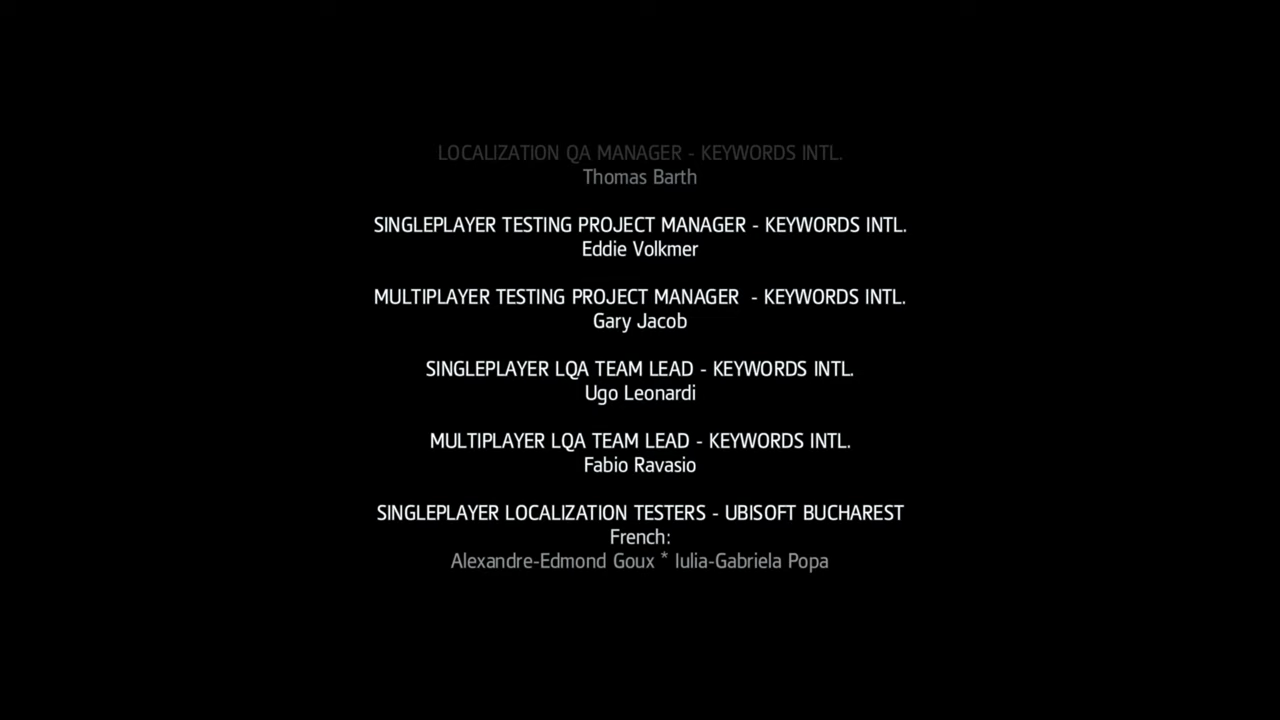 LOCALIZATION QA MANAGER - KEYWORDS INTL.
Thomas Barth
SINGLEPLAYER TESTING PROJECT MANAGER - KEYWORDS INTL.
Eddie Volkmer
MULTIPLAYER TESTING PROJECT MANAGER  - KEYWORDS INTL.
Gary Jacob
SINGLEPLAYER LQA TEAM LEAD - KEYWORDS INTL.
Ugo Leonardi
MULTIPLAYER LQA TEAM LEAD - KEYWORDS INTL.
Fabio Ravasio
SINGLEPLAYER LOCALIZATION TESTERS - UBISOFT BUCHAREST
French:
Alexandre-Edmond Goux * Iulia-Gabriela Popa